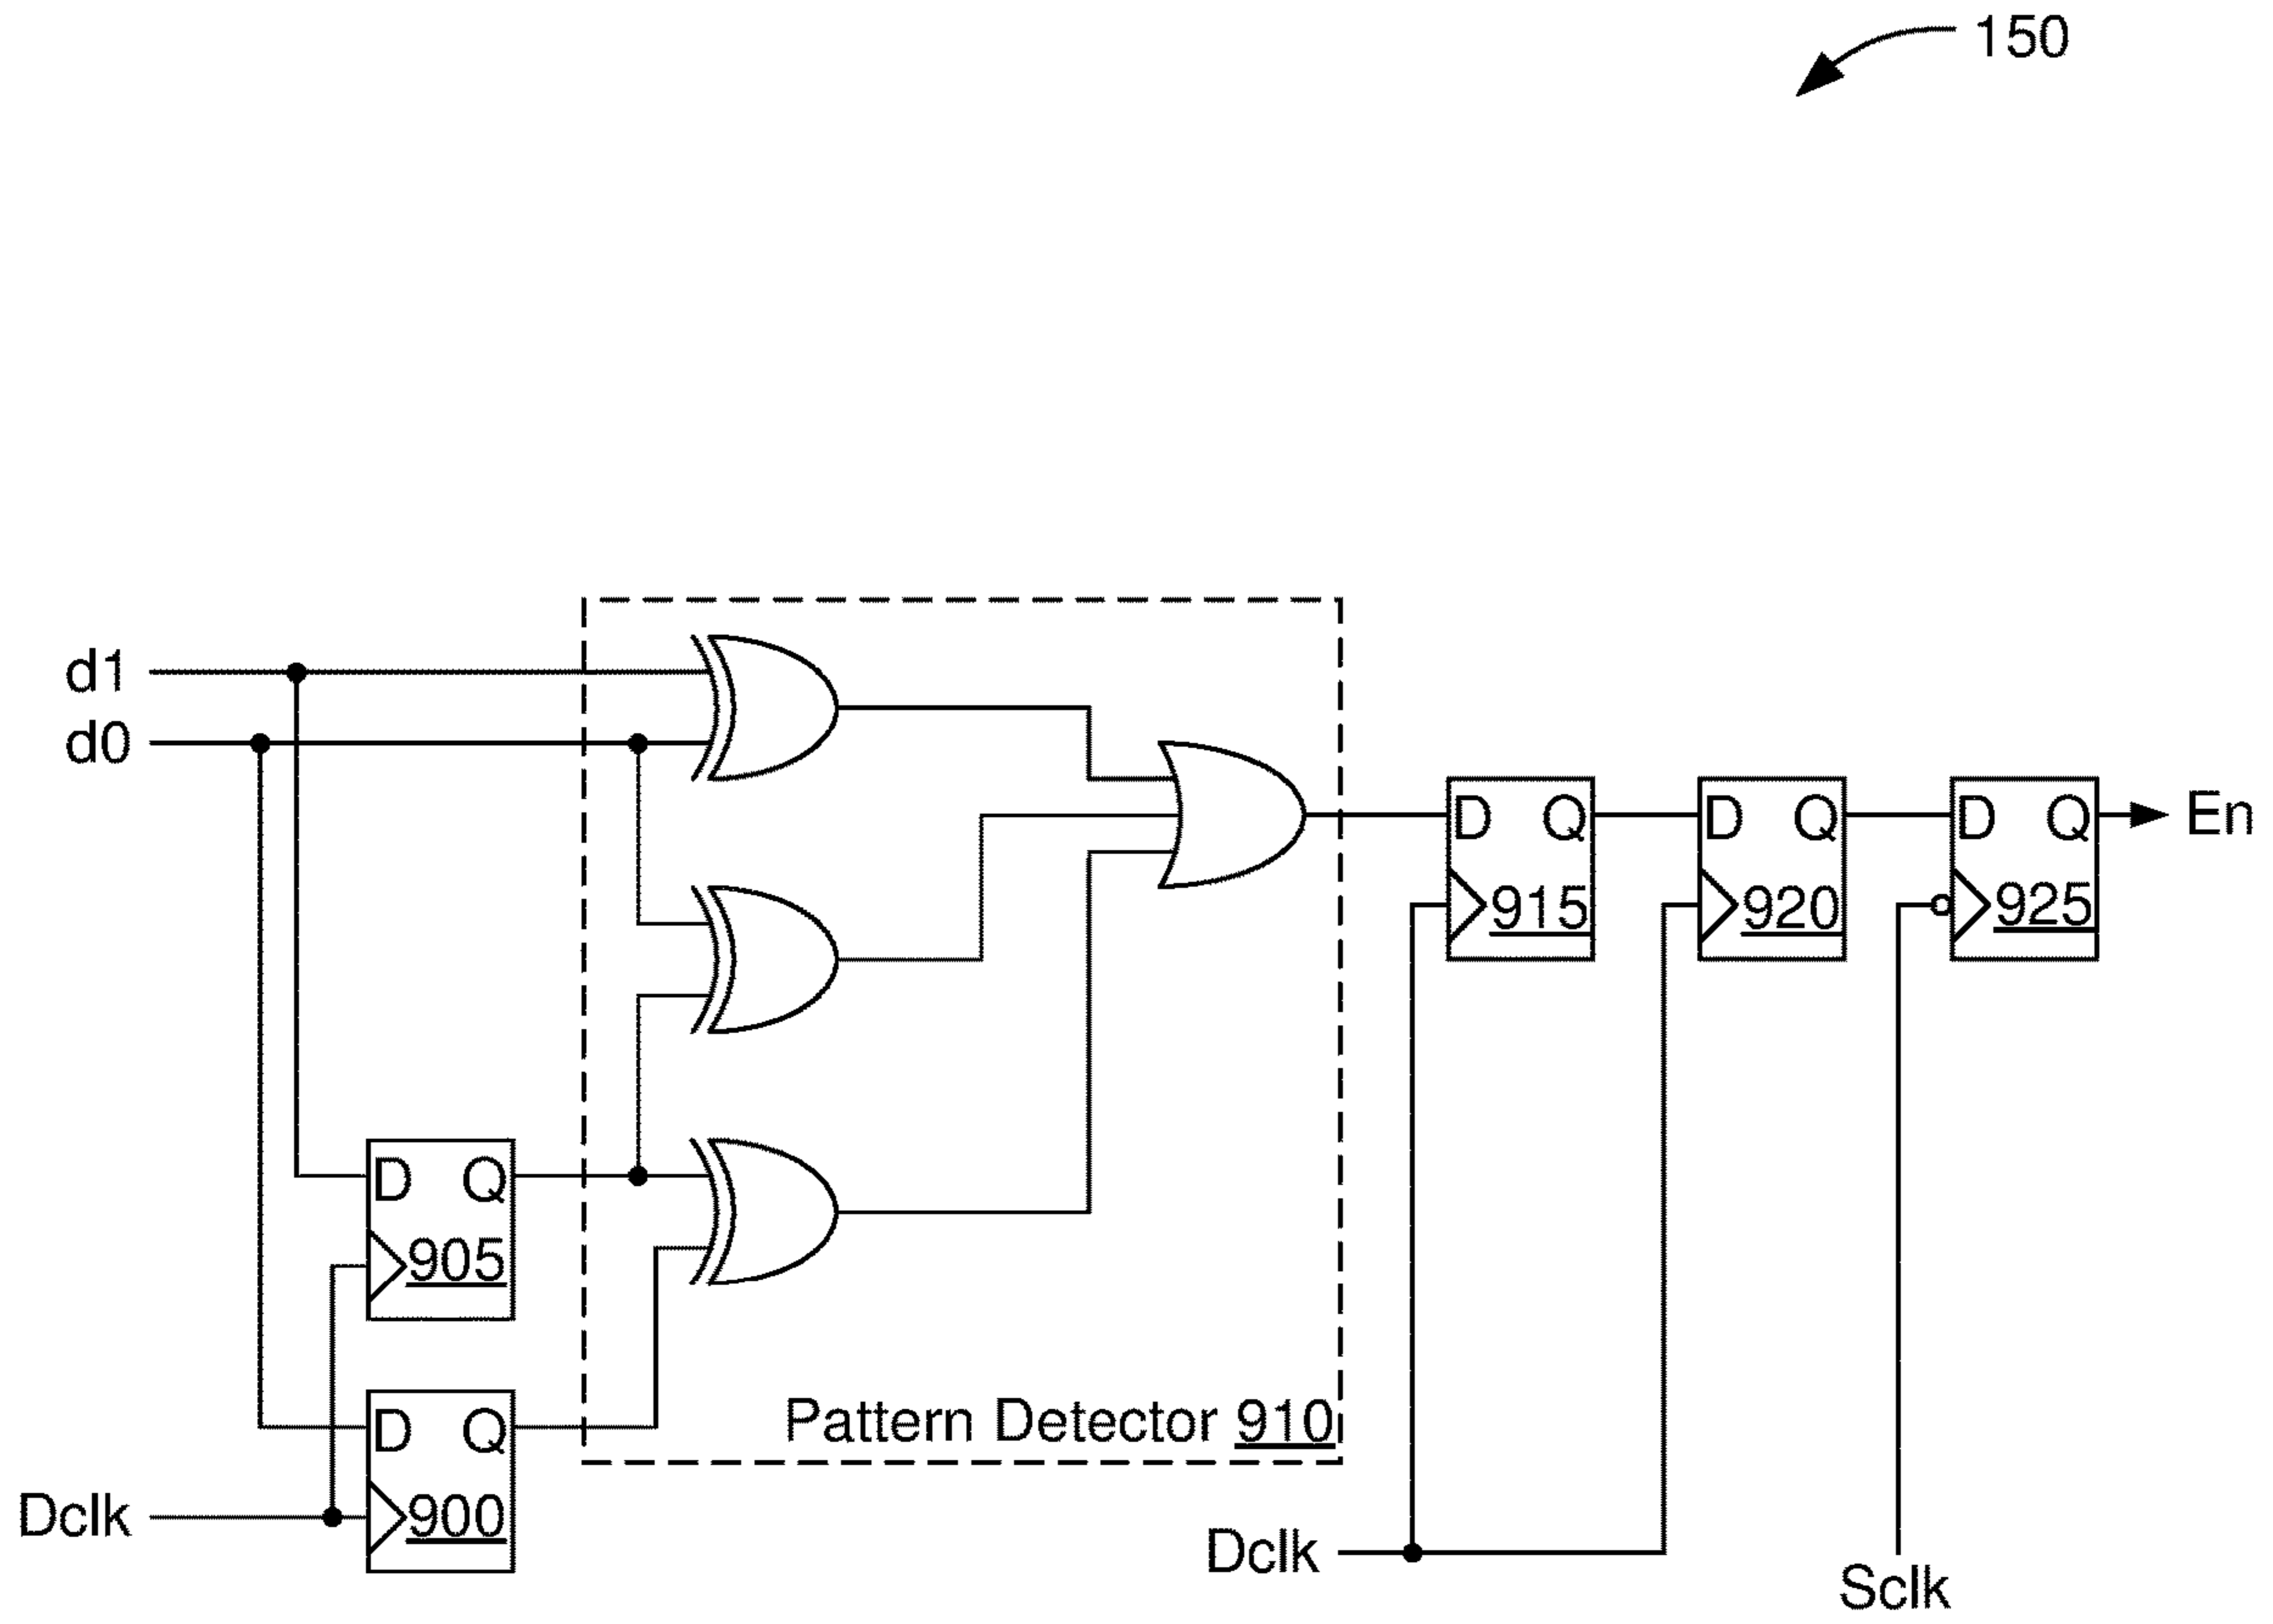 150
d1
d0
D Q
915
D Q
920
D Q
925
En
D Q
905
D Q
900
Pattern Detector 910
Dclk
Dclk
Sclk